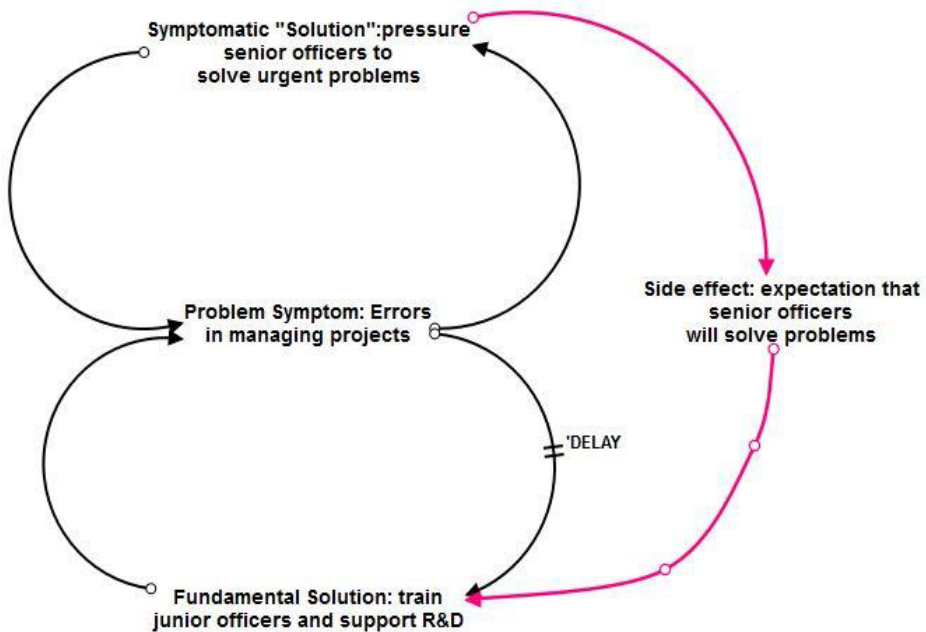 Symptomatic "Solution":pressure
senior officers to
solve urgent problems
Problem Symptom: Errors
in managing projects
Side effect: expectation that
senior officers
will solve problems
'DELAY
Fundamental Solution: train
junior officers and support R&D